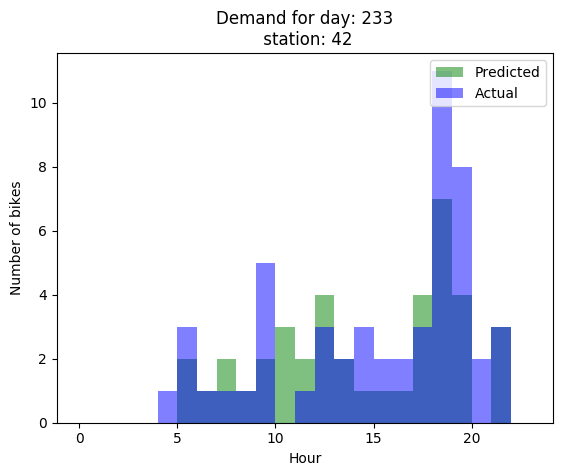 Demand for day: 233
station: 42
Predicted
Actual
Number of bikes
10
8
6
4
2
0
0 5 10 15 20
Hour